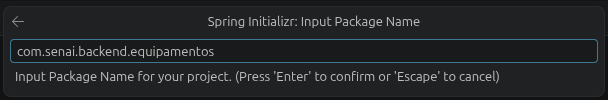 Spring Initializr: Input Package Name
com.senai.backend.equipamentos
Input Package Name for your project. (Press 'Enter' to confirm or 'Escape' to cancel)